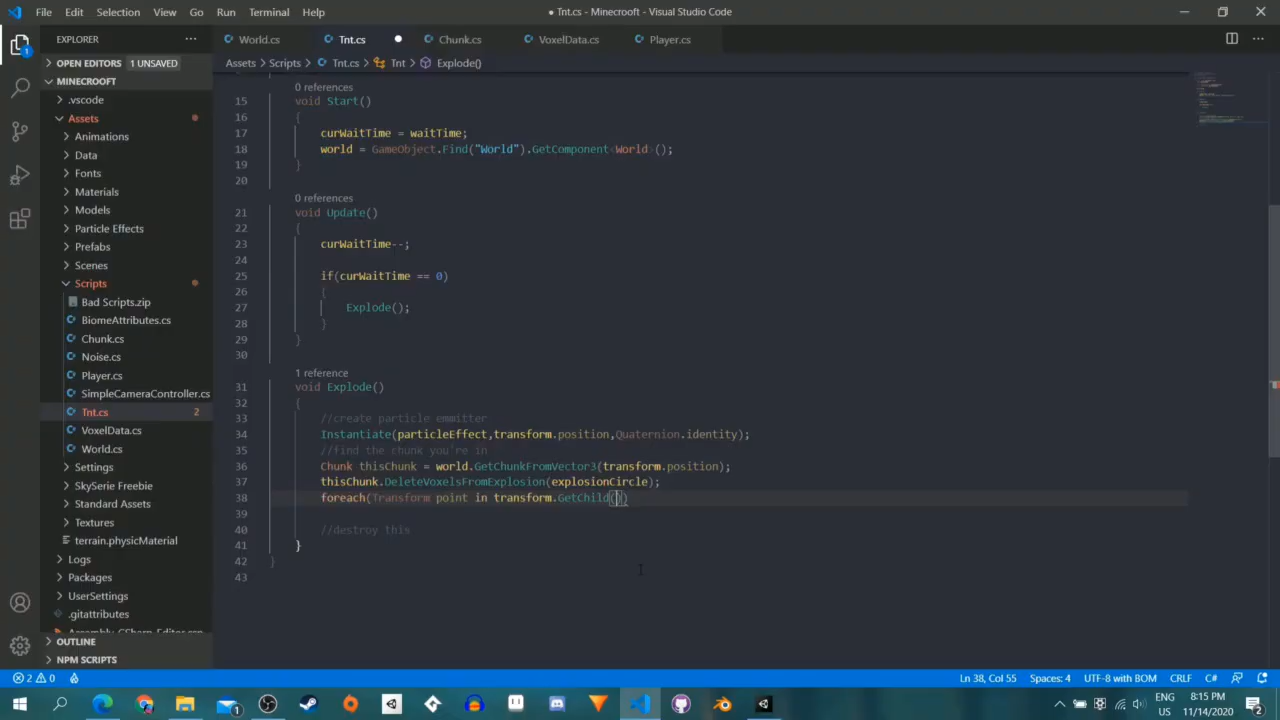 File Edit Selection View Go Run Terminal Help
● Tnt.cs - Minecrooft - Visual Studio Code
EXPLORER
World.cs Tnt.cs Chunk.cs VoxelData.cs Player.cs
OPEN EDITORS 1 UNSAVED
Assets > Scripts > Tnt.cs > Tnt > Explode()
MINECROOFT
.vscode
Assets
Animations
Data
Fonts
Materials
Models
Particle Effects
Prefabs
Scenes
Scripts
Bad Scripts.zip
BiomeAttributes.cs
Chunk.cs
Noise.cs
Player.cs
SimpleCameraController.cs
Tnt.cs 2
VoxelData.cs
World.cs
Settings
SkySerie Freebie
Standard Assets
Textures
terrain.physicMaterial
Logs
Packages
UserSettings
.gitattributes
Assembly-CSharp-Editor.csp
OUTLINE
NPM SCRIPTS
0 references
15 void Start()
16 {
17 curWaitTime = waitTime;
18 world = GameObject.Find("World").GetComponent<World>();
19 }
20
0 references
21 void Update()
22 {
23 curWaitTime--;
24
25 if(curWaitTime == 0)
26 {
27 Explode();
28 }
29 }
30
1 reference
31 void Explode()
32 {
33 //create particle emmitter
34 Instantiate(particleEffect,transform.position,Quaternion.identity);
35 //find the chunk you're in
36 Chunk thisChunk = world.GetChunkFromVector3(transform.position);
37 thisChunk.DeleteVoxelsFromExplosion(explosionCircle);
38 foreach(Transform point in transform.GetChild())
39
40 //destroy this
41 }
42 }
43
2 0 Ln 38, Col 55 Spaces: 4 UTF-8 with BOM CRLF C#
ENG 8:15 PM
US 11/14/2020